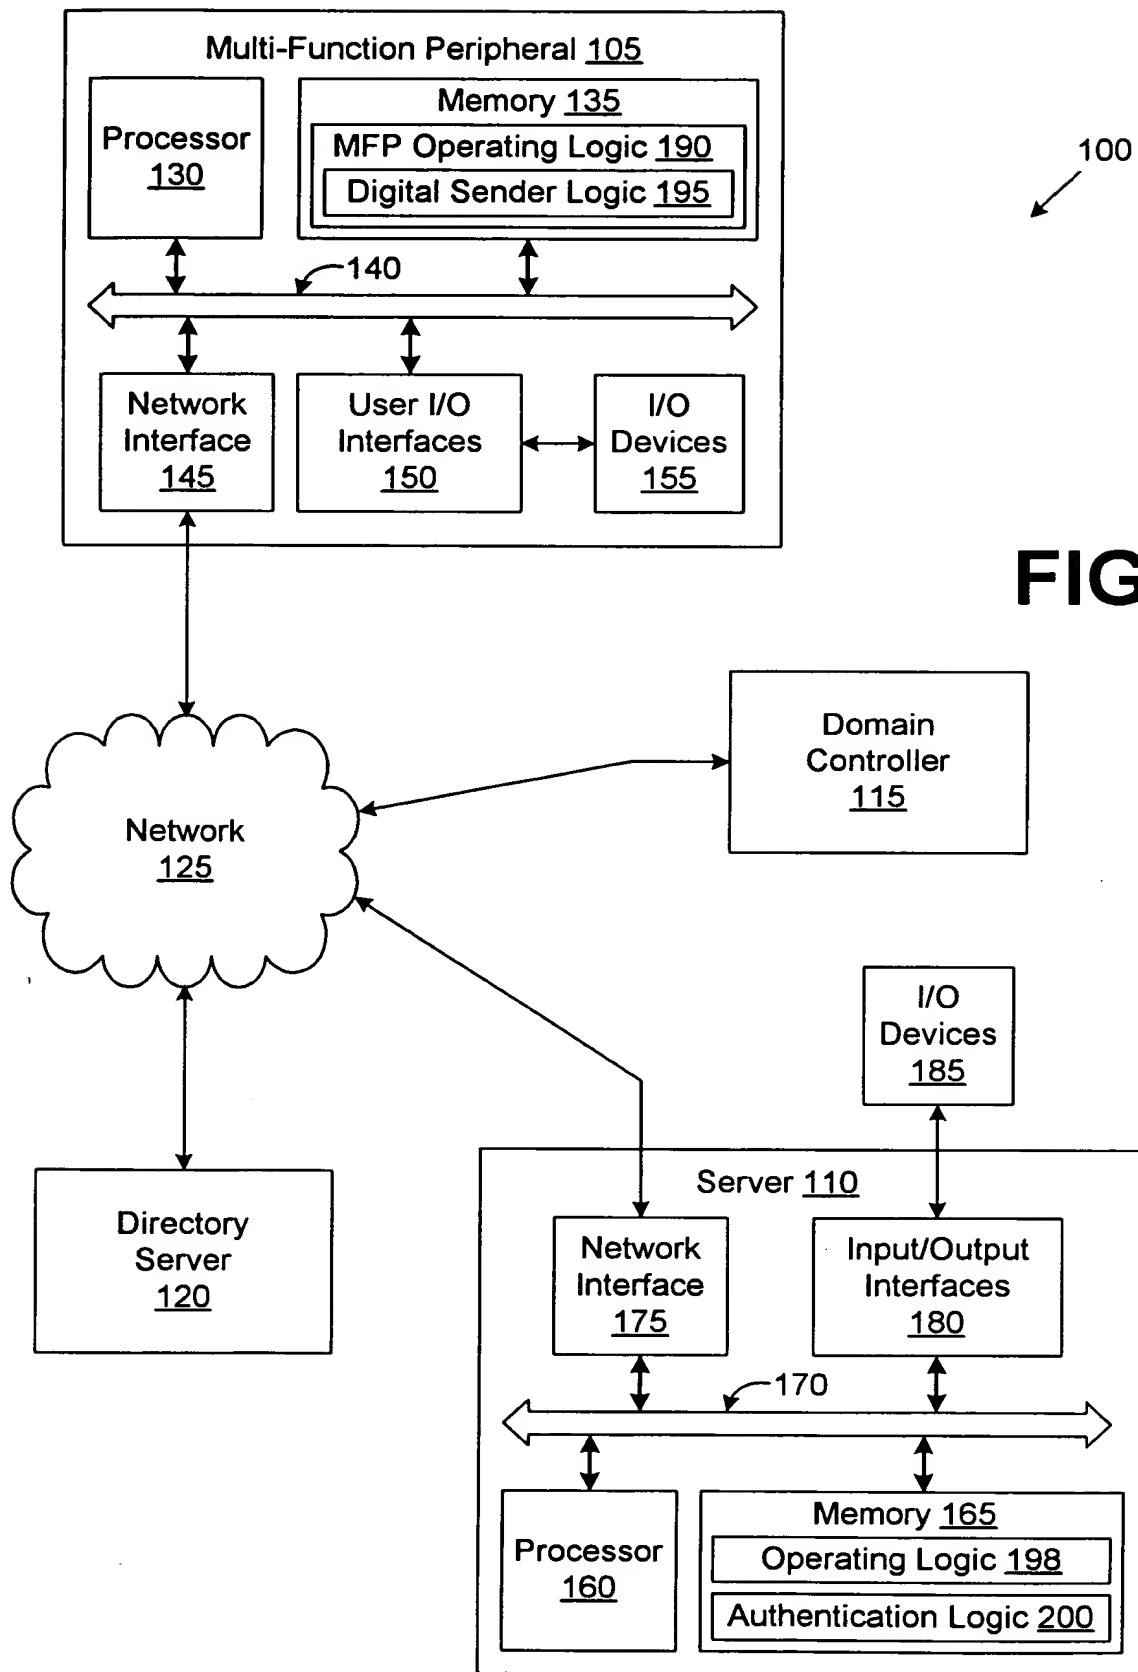 Multi-Function Peripheral 105
Processor
130
Memory 135
MFP Operating Logic 190
Digital Sender Logic 195
100
140
Network
Interface
145
User I/O
Interfaces
150
I/O
Devices
155
FIG
Domain
Controller
115
Network
125
I/O
Devices
185
Directory
Server
120
Server 110
Network
Interface
175
Input/Output
Interfaces
180
170
Processor
160
Memory 165
Operating Logic 198
Authentication Logic 200